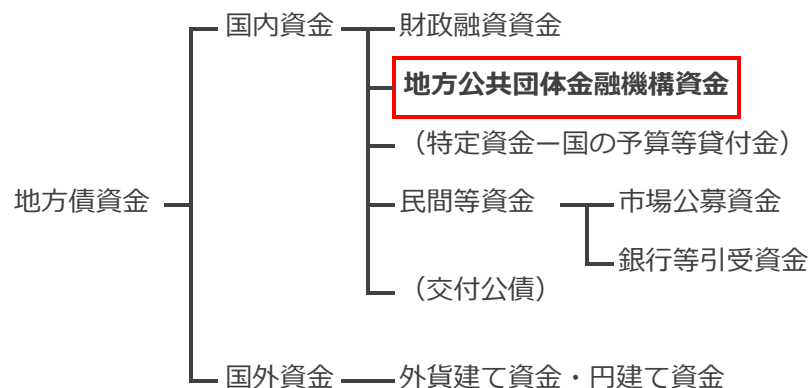 国内資金
財政融資資金
地方公共団体金融機構資金
（特定資金ー国の予算等貸付金）
地方債資金
民間等資金
市場公募資金
銀行等引受資金
（交付公債）
国外資金
外貨建て資金・円建て資金